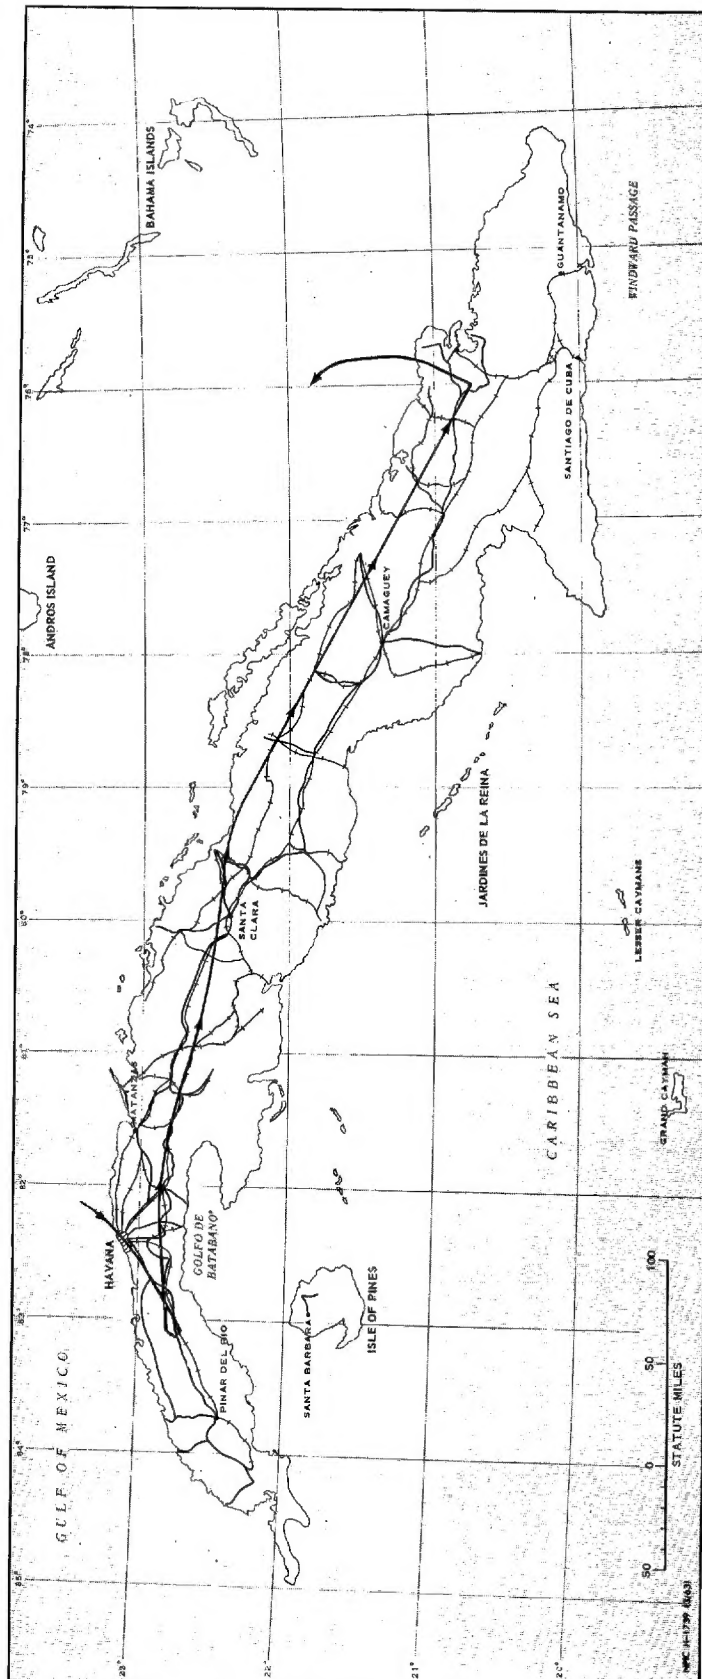 GULF OF MEXICO
HAVANA
MATANZAS
PINAR DEL RIO
GOLFO DE
BATABANO
SANTA BARBARA
ISLE OF PINES
SANTA
CLARA
CAMAGUEY
ANDROS ISLAND
BAHAMA ISLANDS
GUANTANAMO
SANTIAGO DE CUBA
WINDWARD PASSAGE
JARDINES DE LA REINA
CARIBBEAN SEA
LESSER CAYMANS
GRAND CAYMAN
85°
84°
83°
82°
81°
80°
79°
78°
77°
76°
75°
74°
23°
22°
21°
20°
50 0 50 100
STATUTE MILES